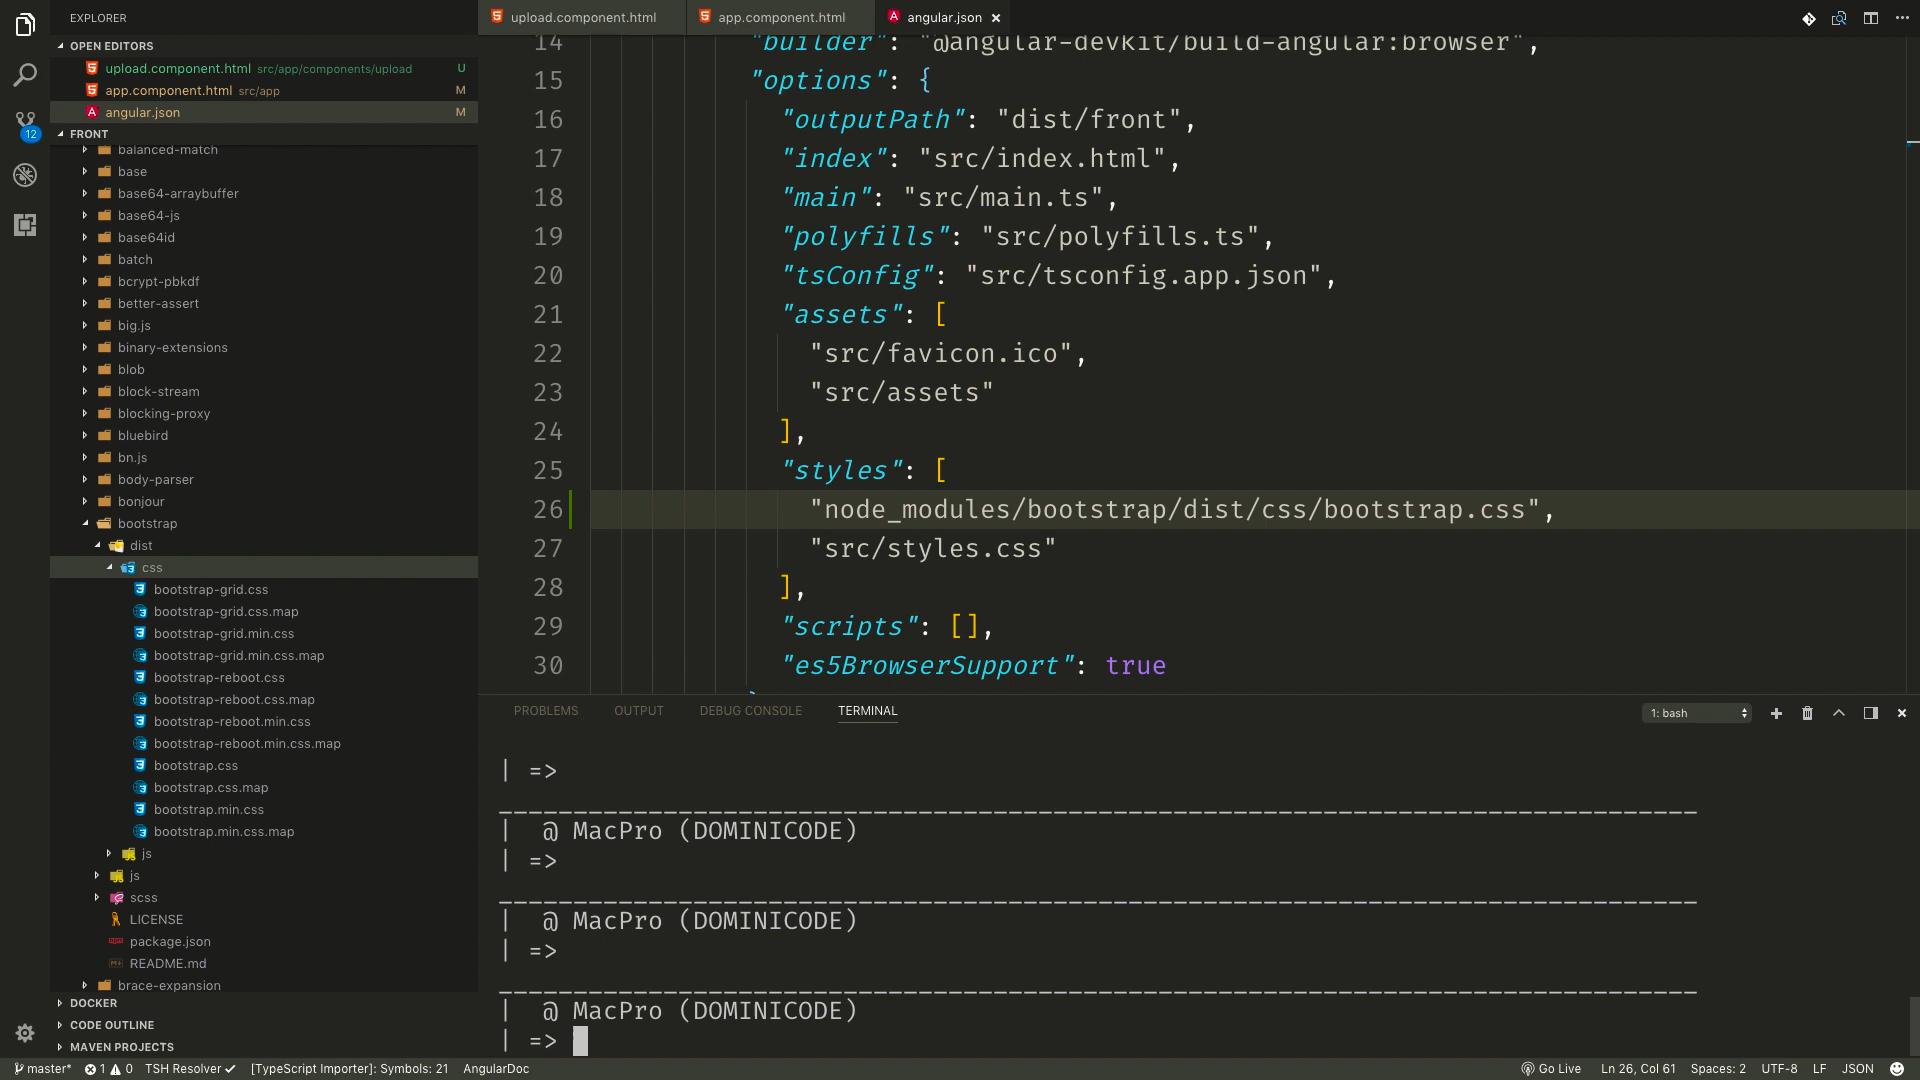 EXPLORER
OPEN EDITORS
upload.component.html src/app/components/upload U
app.component.html src/app M
angular.json M
12
FRONT
balanced-match
base
base64-arraybuffer
base64-js
base64id
batch
bcrypt-pbkdf
better-assert
big.js
binary-extensions
blob
block-stream
blocking-proxy
bluebird
bn.js
body-parser
bonjour
bootstrap
dist
css
bootstrap-grid.css
bootstrap-grid.css.map
bootstrap-grid.min.css
bootstrap-grid.min.css.map
bootstrap-reboot.css
bootstrap-reboot.css.map
bootstrap-reboot.min.css
bootstrap-reboot.min.css.map
bootstrap.css
bootstrap.css.map
bootstrap.min.css
bootstrap.min.css.map
js
js
scss
LICENSE
package.json
README.md
brace-expansion
DOCKER
CODE OUTLINE
MAVEN PROJECTS
upload.component.html app.component.html angular.json
14 "builder": "@angular-devkit/build-angular:browser",
15 "options": {
16 "outputPath": "dist/front",
17 "index": "src/index.html",
18 "main": "src/main.ts",
19 "polyfills": "src/polyfills.ts",
20 "tsConfig": "src/tsconfig.app.json",
21 "assets": [
22 "src/favicon.ico",
23 "src/assets"
24 ],
25 "styles": [
26 "node_modules/bootstrap/dist/css/bootstrap.css",
27 "src/styles.css"
28 ],
29 "scripts": [],
30 "es5BrowserSupport": true
PROBLEMS OUTPUT DEBUG CONSOLE TERMINAL 1: bash
| =>
________________________________________________________________________________
| @ MacPro (DOMINICODE)
| =>
________________________________________________________________________________
| @ MacPro (DOMINICODE)
| =>
________________________________________________________________________________
| @ MacPro (DOMINICODE)
| =>
master* 1 0 TSH Resolver ✓ [TypeScript Importer]: Symbols: 21 AngularDoc Go Live Ln 26, Col 61 Spaces: 2 UTF-8 LF JSON